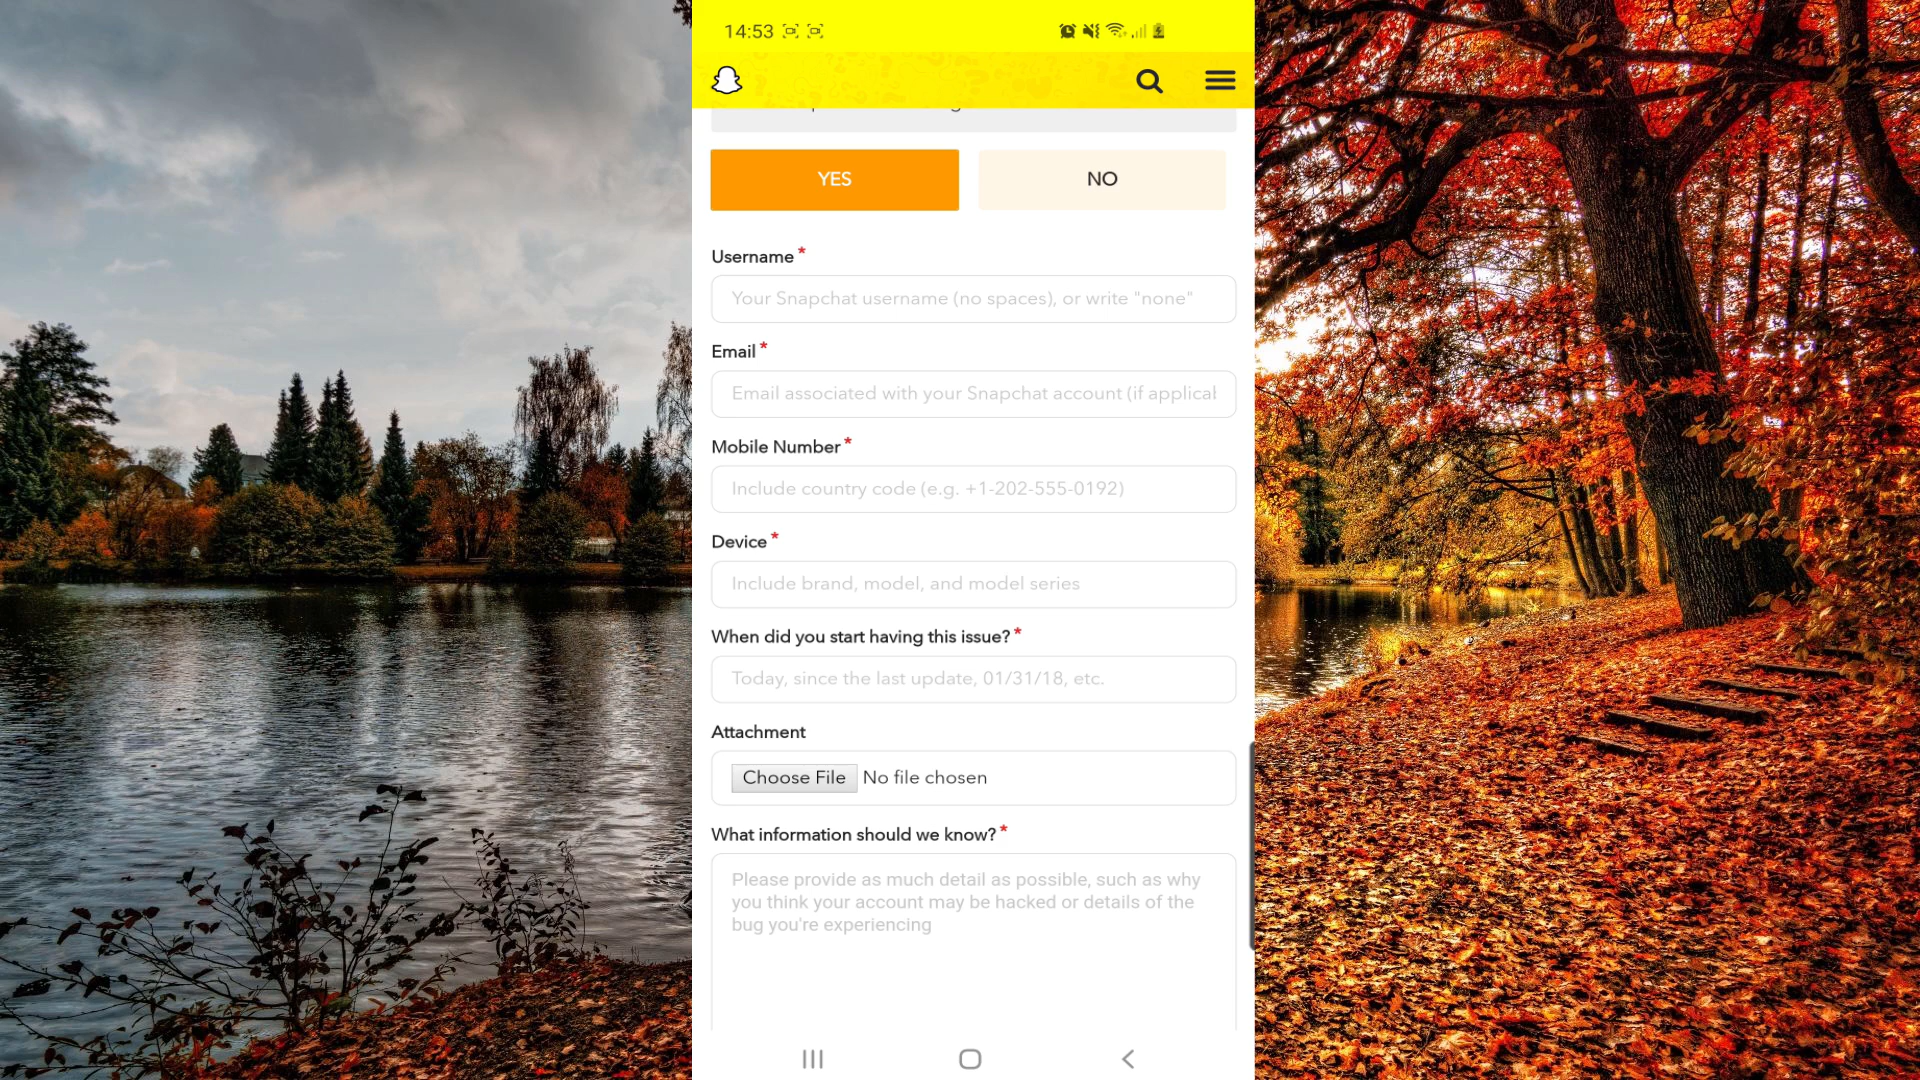 14:53
YES
NO
Username *
Your Snapchat username (no spaces), or write "none"
Email *
Email associated with your Snapchat account (if applical
Mobile Number *
Include country code (e.g. +1-202-555-0192)
Device *
Include brand, model, and model series
When did you start having this issue? *
Today, since the last update, 01/31/18, etc.
Attachment
Choose File No file chosen
What information should we know? *
Please provide as much detail as possible, such as why
you think your account may be hacked or details of the
bug you're experiencing